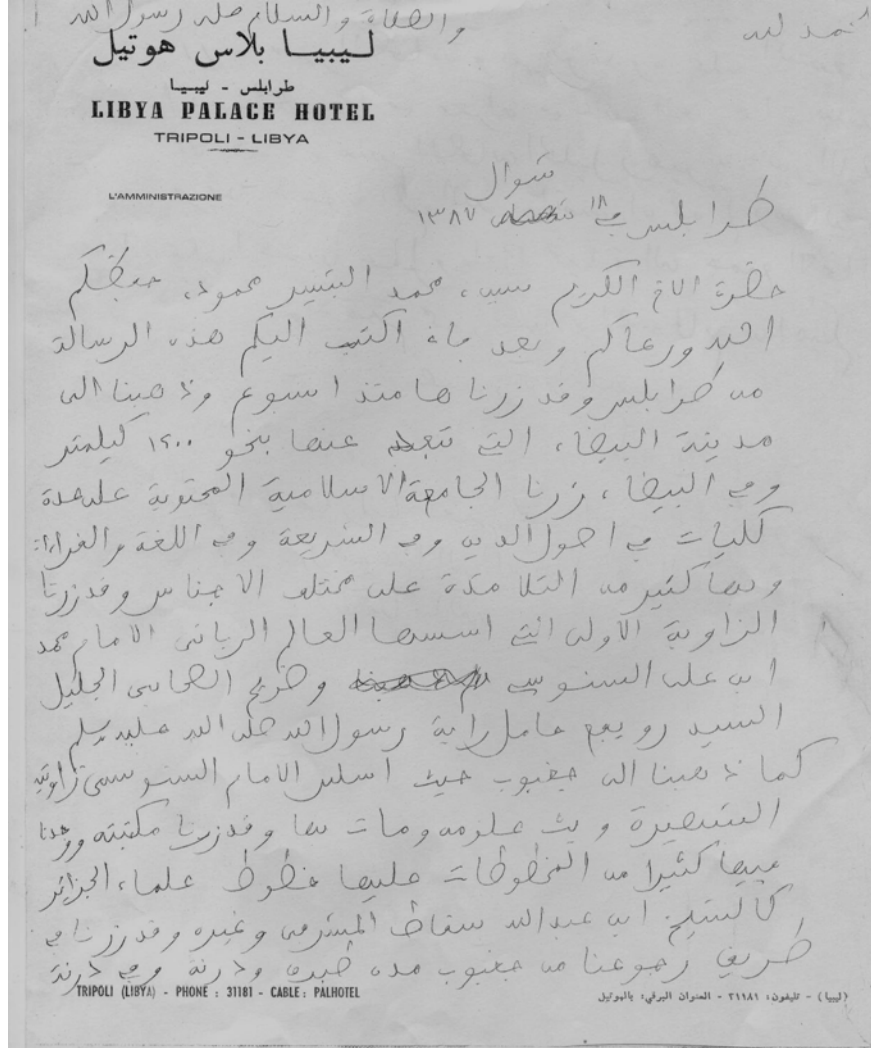 الحمد لله والصلاة والسلام على رسول الله
ليبيا بلاس هوتيل
طرابلس - ليبيا
LIBYA PALACE HOTEL
TRIPOLI - LIBYA
L'AMMINISTRAZIONE
شوال
طرابلس في ١٨ ١٣٨٧
حضرة الاخ الكريم سيد، محمد البشير محمود، حفظكم
الله ورعاكم وبعد فاني اكتب اليكم هذه الرسالة
من طرابلس وقد زرناها منذ اسبوع وذهبنا الى
مدينة البيضاء، التي تبعد عنها بنحو ١٢٠٠ كيلمتر
وفي البيضاء، زرنا الجامعة الاسلامية المحتوية على عدة
كليات في اصول الدين وفي الشريعة وفي اللغة والقراءات
وبها كثير من التلامذة على مختلف الاجناس وقد زرنا
الزاوية الاولى التي اسسها العالم الرباني الامام محمد
ابن علي السنوسي وضريح الصحابي الجليل
السيد رويفع حامل راية رسول الله صلى الله عليه وسلم
كما ذهبنا الى جغبوب حيث اسس الامام السنوسي زاويته
الشهيرة وبث علومه ومات بها وقد زرنا مكتبته ووجدنا
فيها كثيرا من المخطوطات عليها خطوط علماء، الجزائر
كالشيخ ابن عبد الله سقاط المشرفي وغيره وقد زرنا في
طريق رجوعنا من جغبوب مدن طبرق ودرنة وفي درنة
TRIPOLI (LIBYA) - PHONE : 31181 - CABLE : PALHOTEL
(ليبيا) - تليفون: ٣١١٨١ - العنوان البرقي: بالهوتيل